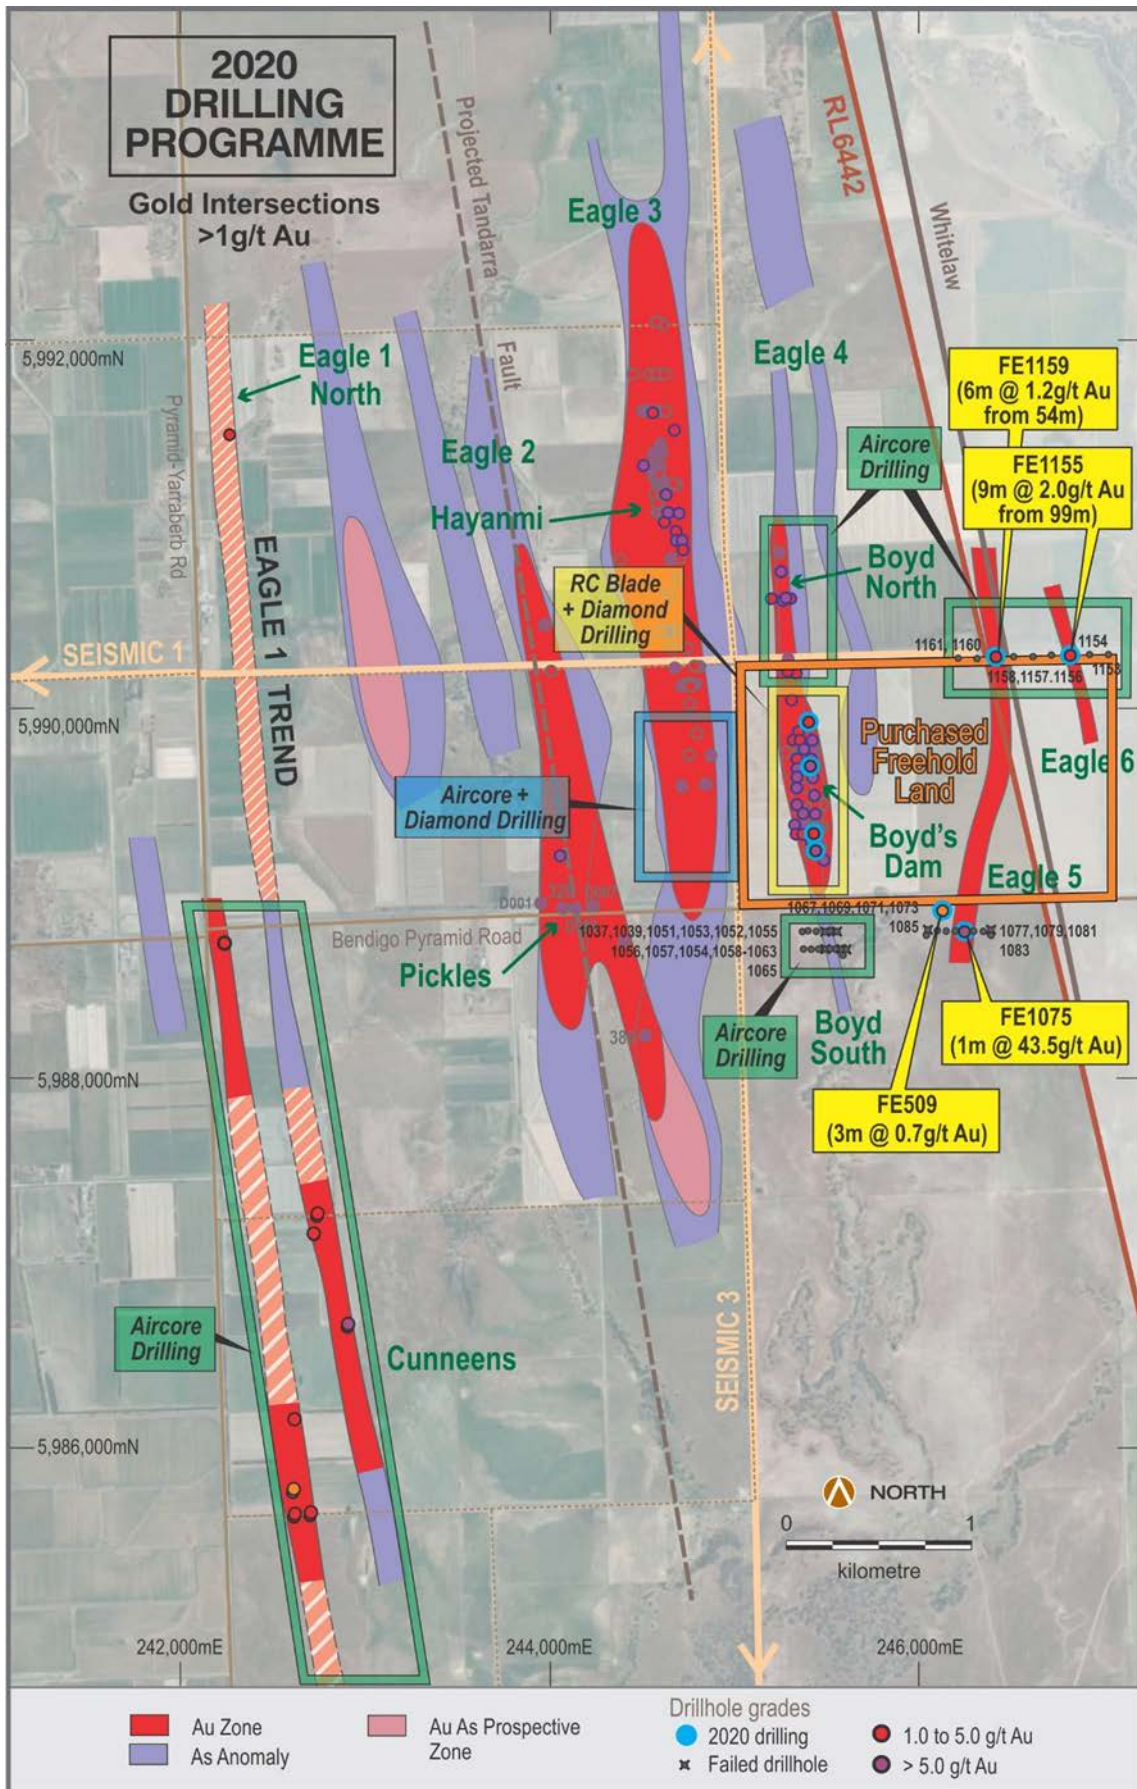 2020
DRILLING
PROGRAMME
Gold Intersections
>1g/t Au
Projected Tandarra
Fault
RL6442
Whitelaw
Eagle 3
5,992,000mN
Eagle 1
North
Pyramid-Yarraberb Rd
Eagle 4
FE1159
(6m @ 1.2g/t Au
from 54m)
Aircore
Drilling
FE1155
(9m @ 2.0g/t Au
from 99m)
Eagle 2
Hayanmi
EAGLE 1 TREND
RC Blade
+ Diamond
Drilling
Boyd
North
SEISMIC 1
1161, 1160
1154
1153
1158,1157.1156
5,990,000mN
Purchased
Freehold
Land
Eagle 6
Aircore +
Diamond Drilling
Boyd's
Dam
Eagle 5
D001
Bendigo Pyramid Road
1067,1069,1071,1073
1085
1037,1039,1051,1053,1052,1055
1056,1057,1054,1058-1063
1065
1077,1079,1081
1083
Pickles
380
Aircore
Drilling
Boyd
South
FE1075
(1m @ 43.5g/t Au)
5,988,000mN
FE509
(3m @ 0.7g/t Au)
SEISMIC 3
Aircore
Drilling
Cunneens
5,986,000mN
NORTH
0 1
kilometre
242,000mE
244,000mE
246,000mE
Au Zone
As Anomaly
Au As Prospective
Zone
Drillhole grades
2020 drilling
Failed drillhole
1.0 to 5.0 g/t Au
> 5.0 g/t Au